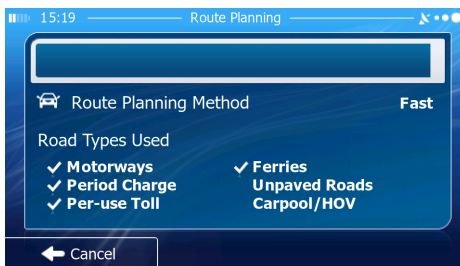 15:19 Route Planning
Route Planning Method Fast
Road Types Used
Motorways Ferries
Period Charge Unpaved Roads
Per-use Toll Carpool/HOV
Cancel